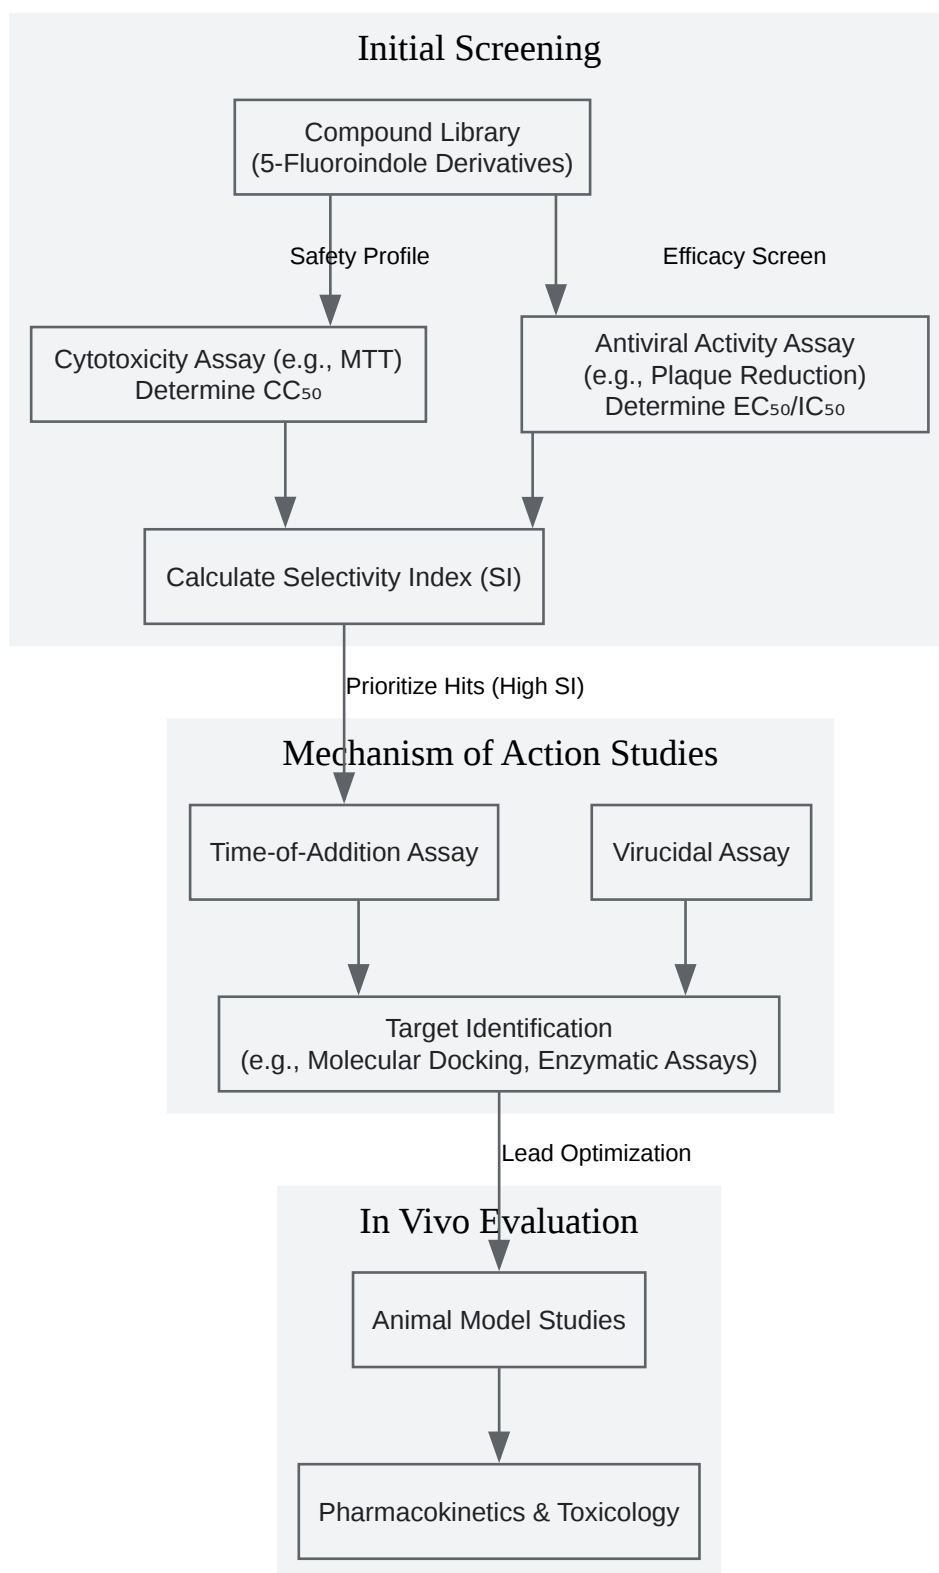 Initial Screening
Compound Library
(5-Fluoroindole Derivatives)
Safety Profile
Efficacy Screen
Cytotoxicity Assay (e.g., MTT)
Determine CC₅₀
Antiviral Activity Assay
(e.g., Plaque Reduction)
Determine EC₅₀/IC₅₀
Calculate Selectivity Index (SI)
Prioritize Hits (High SI)
Mechanism of Action Studies
Time-of-Addition Assay
Virucidal Assay
Target Identification
(e.g., Molecular Docking, Enzymatic Assays)
Lead Optimization
In Vivo Evaluation
Animal Model Studies
Pharmacokinetics & Toxicology